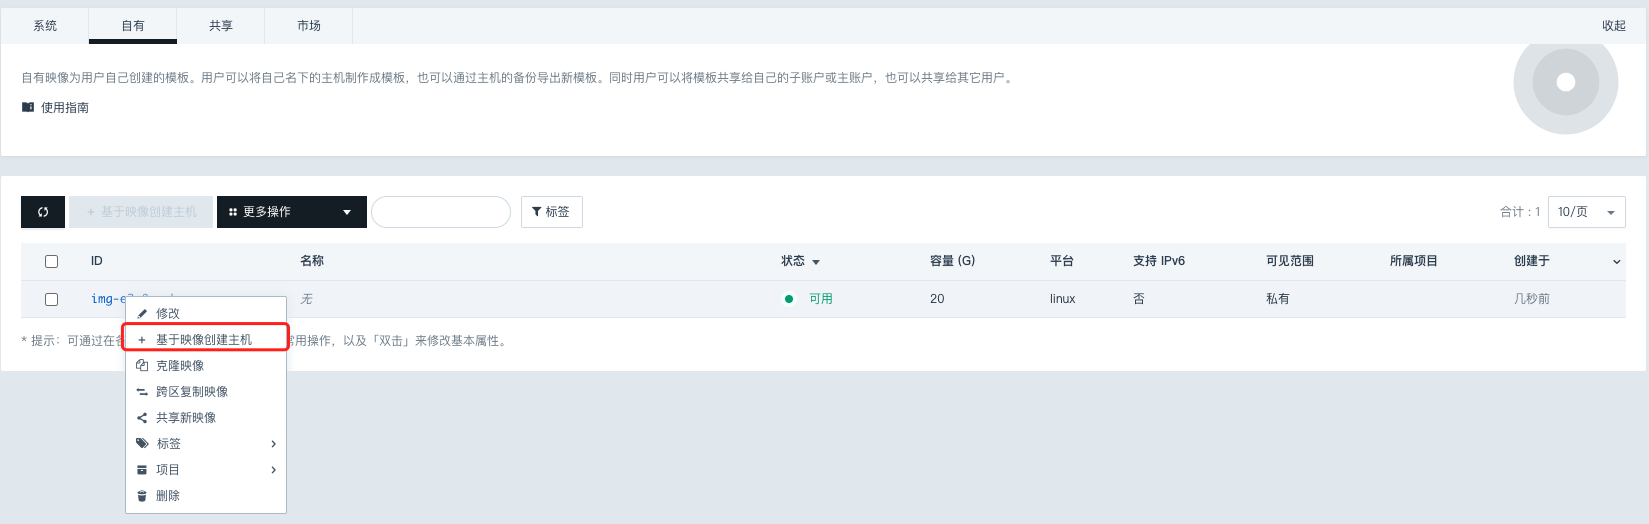 系统 自有 共享 市场 收起
自有映像为用户自己创建的模板。用户可以将自己名下的主机制作成模板，也可以通过主机的备份导出新模板。同时用户可以将模板共享给自己的子账户或主账户，也可以共享给其它用户。
使用指南
+ 基于映像创建主机 更多操作 标签 合计 : 1 10/页
ID 名称 状态 容量 (G) 平台 支持 IPv6 可见范围 所属项目 创建于
无 可用 20 linux 否 私有 几秒前
修改
* 提示：可通过在 + 基于映像创建主机 常用操作，以及「双击」来修改基本属性。
克隆映像
跨区复制映像
共享新映像
标签
项目
删除